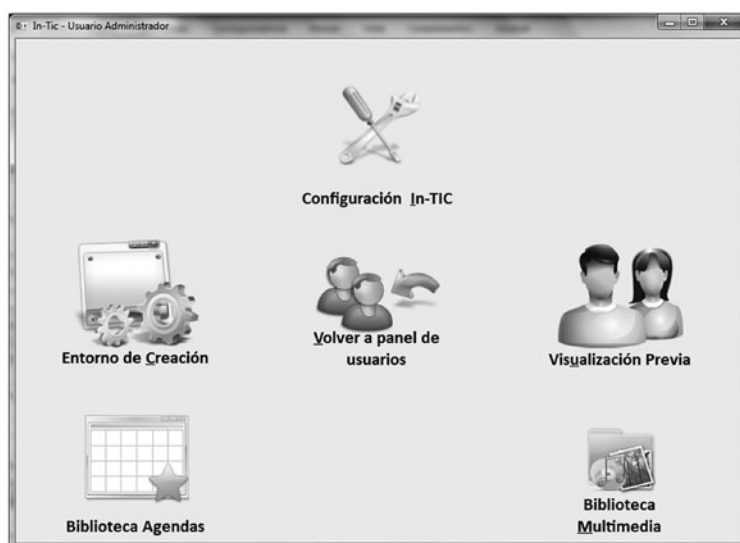 In-Tic - Usuario Administrador
Configuración In-TIC
Entorno de Creación
Volver a panel de
usuarios
Visualización Previa
Biblioteca Agendas
Biblioteca
Multimedia